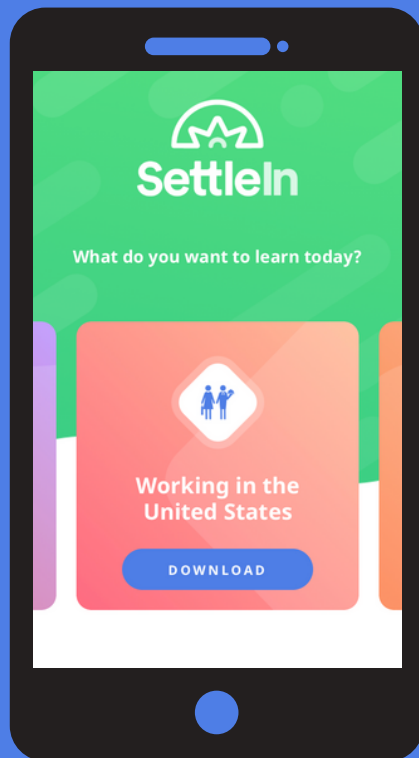 SettleIn
What do you want to learn today?
Working in the
United States
DOWNLOAD